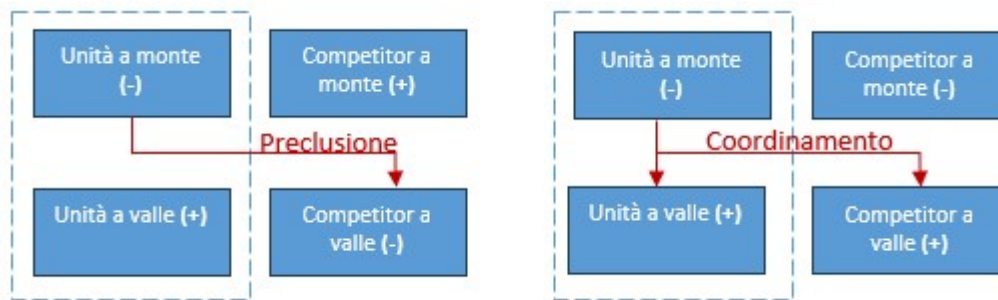 Unità a monte
(-)
Competitor a
monte (+)
Preclusione
Unità a valle (+)
Competitor a
valle (-)
Unità a monte
(-)
Competitor a
monte (-)
Coordinamento
Unità a valle (+)
Competitor a
valle (+)